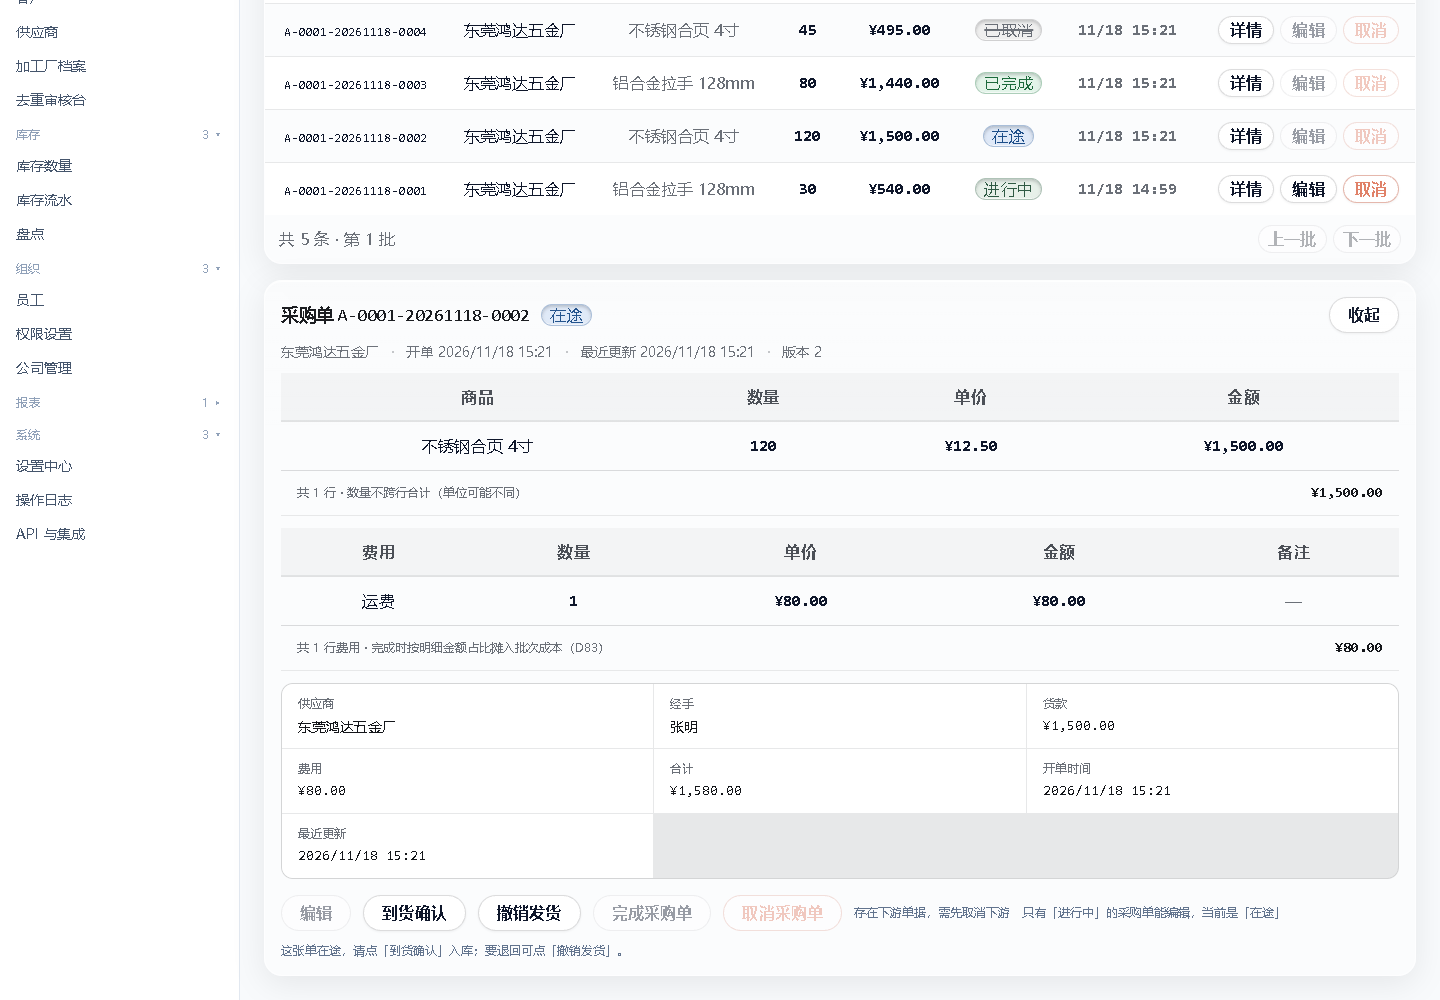 供应商
加工厂档案
去重审核台
库存 3 ▾
库存数量
库存流水
盘点
组织 3 ▾
员工
权限设置
公司管理
报表 1 ▸
系统 3 ▾
设置中心
操作日志
API 与集成
A-0001-20261118-0004 东莞鸿达五金厂 不锈钢合页 4寸 45 ¥495.00 已取消 11/18 15:21 详情 编辑 取消
A-0001-20261118-0003 东莞鸿达五金厂 铝合金拉手 128mm 80 ¥1,440.00 已完成 11/18 15:21 详情 编辑 取消
A-0001-20261118-0002 东莞鸿达五金厂 不锈钢合页 4寸 120 ¥1,500.00 在途 11/18 15:21 详情 编辑 取消
A-0001-20261118-0001 东莞鸿达五金厂 铝合金拉手 128mm 30 ¥540.00 进行中 11/18 14:59 详情 编辑 取消
共 5 条 · 第 1 批 上一批 下一批
采购单 A-0001-20261118-0002 在途 收起
东莞鸿达五金厂 · 开单 2026/11/18 15:21 · 最近更新 2026/11/18 15:21 · 版本 2
商品 数量 单价 金额
不锈钢合页 4寸 120 ¥12.50 ¥1,500.00
共 1 行 · 数量不跨行合计（单位可能不同） ¥1,500.00
费用 数量 单价 金额 备注
运费 1 ¥80.00 ¥80.00 —
共 1 行费用 · 完成时按明细金额占比摊入批次成本（D83） ¥80.00
供应商 经手 货款
东莞鸿达五金厂 张明 ¥1,500.00
费用 合计 开单时间
¥80.00 ¥1,580.00 2026/11/18 15:21
最近更新
2026/11/18 15:21
编辑 到货确认 撤销发货 完成采购单 取消采购单 存在下游单据，需先取消下游 只有「进行中」的采购单能编辑，当前是「在途」
这张单在途，请点「到货确认」入库；要退回可点「撤销发货」。